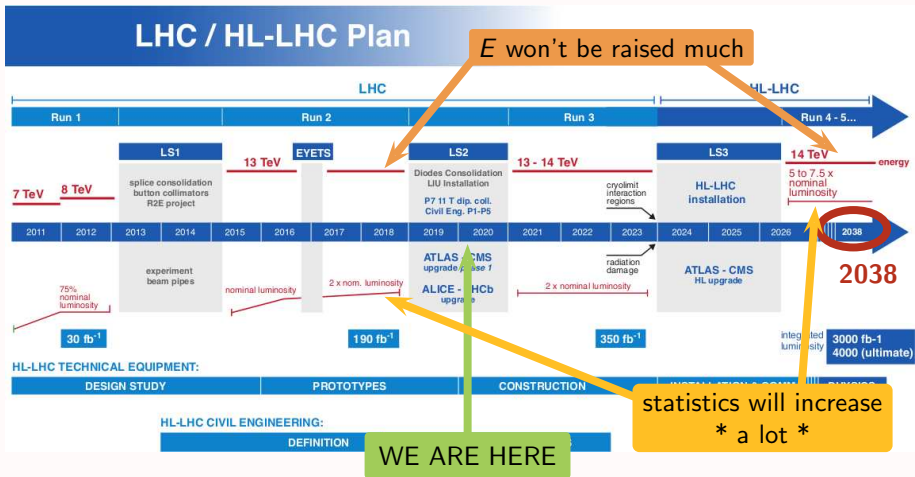 LHC / HL-LHC Plan
E won't be raised much
LHC
HL-LHC
Run 1
Run 2
Run 3
Run 4 - 5...
LS1
EYETS
LS2
LS3
14 TeV
energy
13 TeV
13 - 14 TeV
7 TeV
8 TeV
splice consolidation
button collimators
R2E project
Diodes Consolidation
LIU Installation
P7 11 T dip. coll.
Civil Eng. P1-P5
cryolimit
interaction
regions
HL-LHC
installation
5 to 7.5 x
nominal
luminosity
2011 2012 2013 2014 2015 2016 2017 2018 2019 2020 2021 2022 2023 2024 2025 2026 2038
2038
experiment
beam pipes
ATLAS - CMS
upgrade phase 1
ALICE - LHCb
upgrade
radiation
damage
ATLAS - CMS
HL upgrade
75%
nominal
luminosity
nominal luminosity
2 x nom. luminosity
2 x nominal luminosity
30 fb-1
190 fb-1
350 fb-1
integrated
luminosity
3000 fb-1
4000 (ultimate)
HL-LHC TECHNICAL EQUIPMENT:
DESIGN STUDY
PROTOTYPES
CONSTRUCTION
statistics will increase
* a lot *
HL-LHC CIVIL ENGINEERING:
DEFINITION
WE ARE HERE